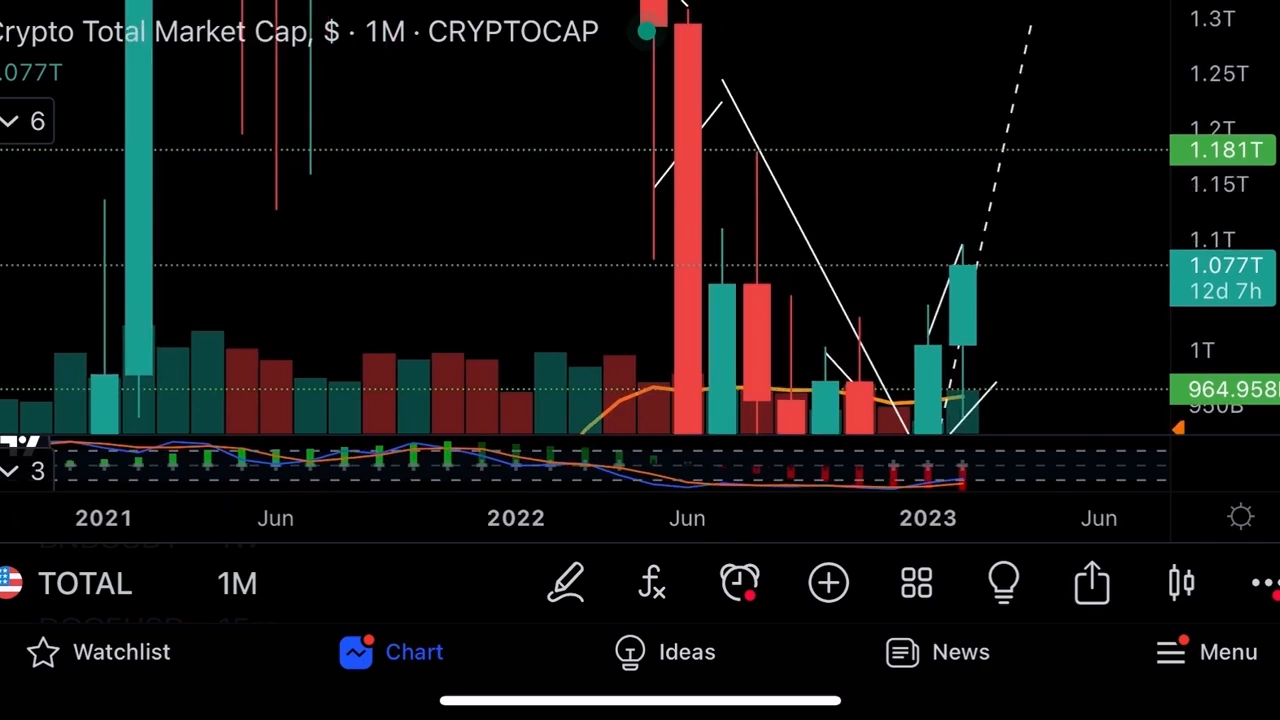 Crypto Total Market Cap, $ · 1M · CRYPTOCAP
.077T
6
1.3T
1.25T
1.2T
1.181T
1.15T
1.1T
1.077T
12d 7h
1T
964.958
950B
3
2021 Jun 2022 Jun 2023 Jun
TOTAL 1M
Watchlist Chart Ideas News Menu